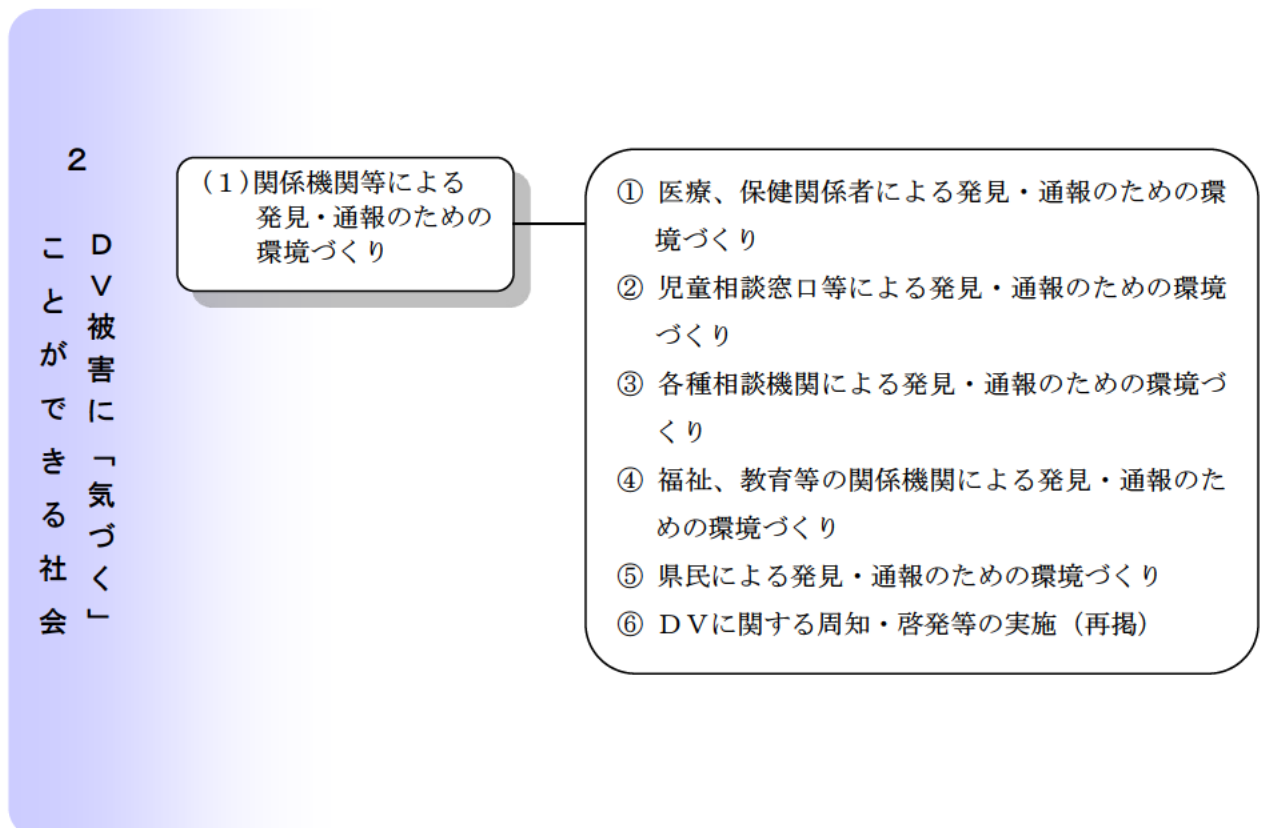 2
DV被害に「気づく」
ことができる社会
(1)関係機関等による
発見・通報のための
環境づくり
① 医療、保健関係者による発見・通報のための環
境づくり
② 児童相談窓口等による発見・通報のための環境
づくり
③ 各種相談機関による発見・通報のための環境づ
くり
④ 福祉、教育等の関係機関による発見・通報のた
めの環境づくり
⑤ 県民による発見・通報のための環境づくり
⑥ DVに関する周知・啓発等の実施(再掲)